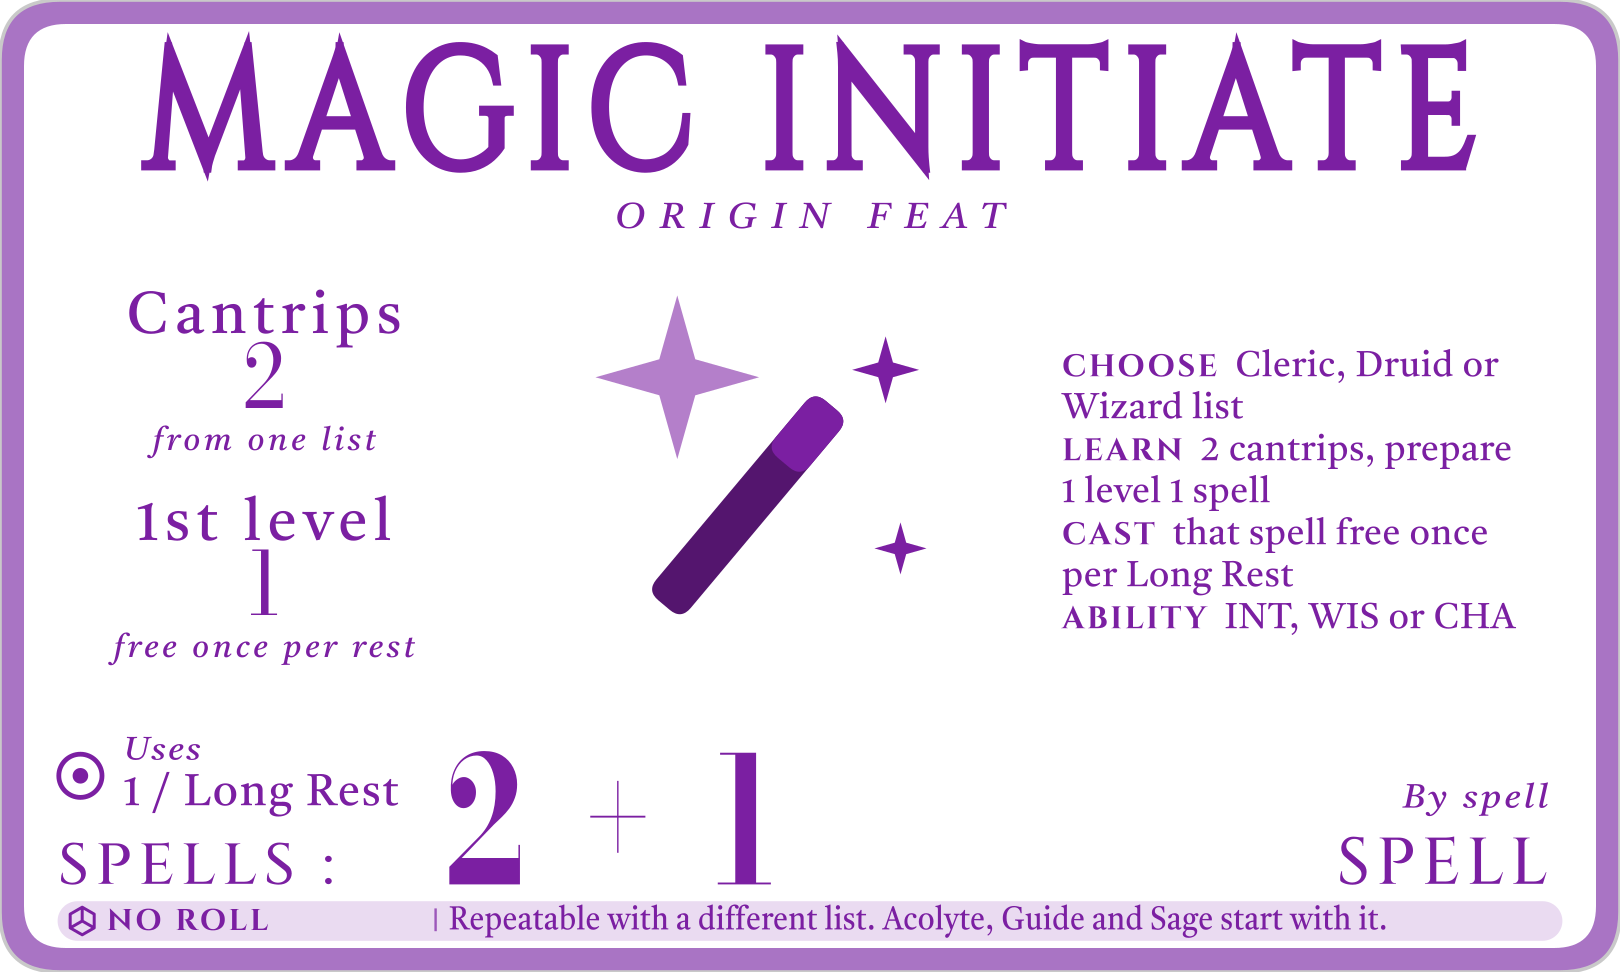 MAGIC INITIATE
ORIGIN FEAT
Cantrips
2
from one list
1st level
1
free once per rest
CHOOSE Cleric, Druid or
Wizard list
LEARN 2 cantrips, prepare
1 level 1 spell
CAST that spell free once
per Long Rest
ABILITY INT, WIS or CHA
Uses
1 / Long Rest
SPELLS : 2 + 1
By spell
SPELL
NO ROLL | Repeatable with a different list. Acolyte, Guide and Sage start with it.